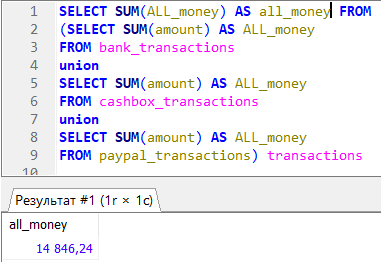 1 SELECT SUM(ALL_money) AS all_money FROM
2 (SELECT SUM(amount) AS ALL_money
3 FROM bank_transactions
4 union
5 SELECT SUM(amount) AS ALL_money
6 FROM cashbox_transactions
7 union
8 SELECT SUM(amount) AS ALL_money
9 FROM paypal_transactions) transactions
10
Результат #1 (1r × 1c)
all_money
14 846,24